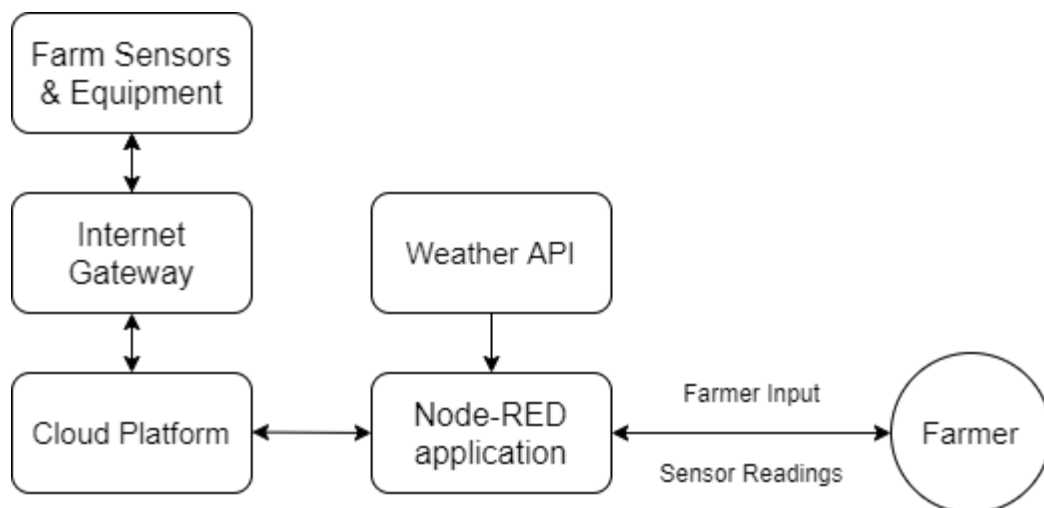 Farm Sensors
& Equipment
Internet
Gateway
Weather API
Cloud Platform
Node-RED
application
Farmer Input
Sensor Readings
Farmer